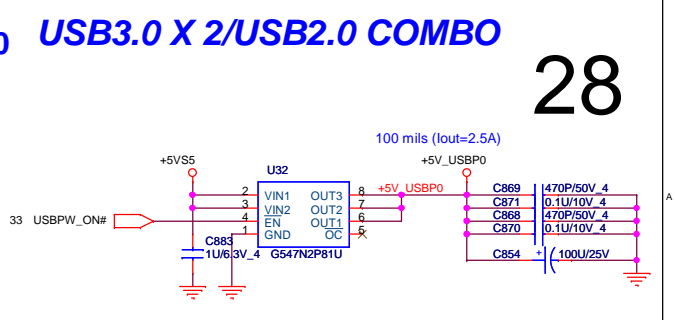 0 USB3.0 X 2/USB2.0 COMBO
28
100 mils (Iout=2.5A)
+5VS5
+5V_USBP0
U32
2 VIN1 OUT3 8 +5V_USBP0
3 VIN2 OUT2 7
4 EN OUT1 6
1 GND OC 5
G547N2P81U
33 USBPW_ON#
C883
1U/6.3V_4
C869 470P/50V_4
C871 0.1U/10V_4
C868 470P/50V_4
C870 0.1U/10V_4
C854 + 100U/25V
A